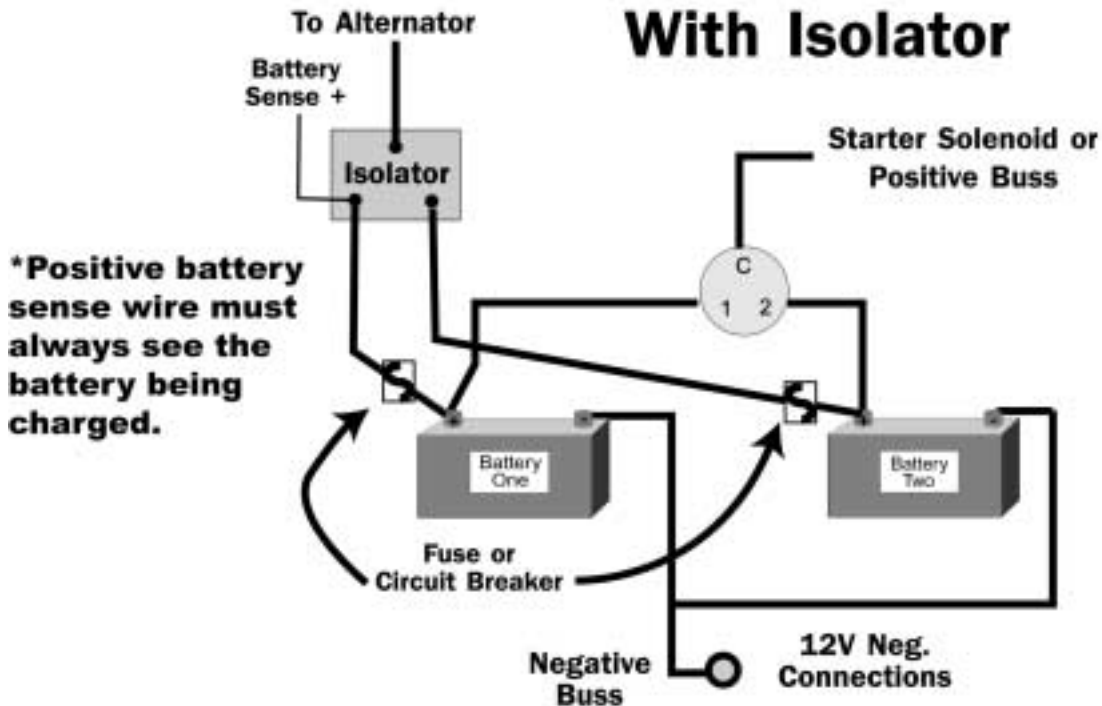 With Isolator
To Alternator
Battery
Sense +
Isolator
Starter Solenoid or
Positive Buss
*Positive battery
sense wire must
always see the
battery being
charged.
C
1 2
+ -
Battery
One
+ -
Battery
Two
Fuse or
Circuit Breaker
Negative
Buss
12V Neg.
Connections